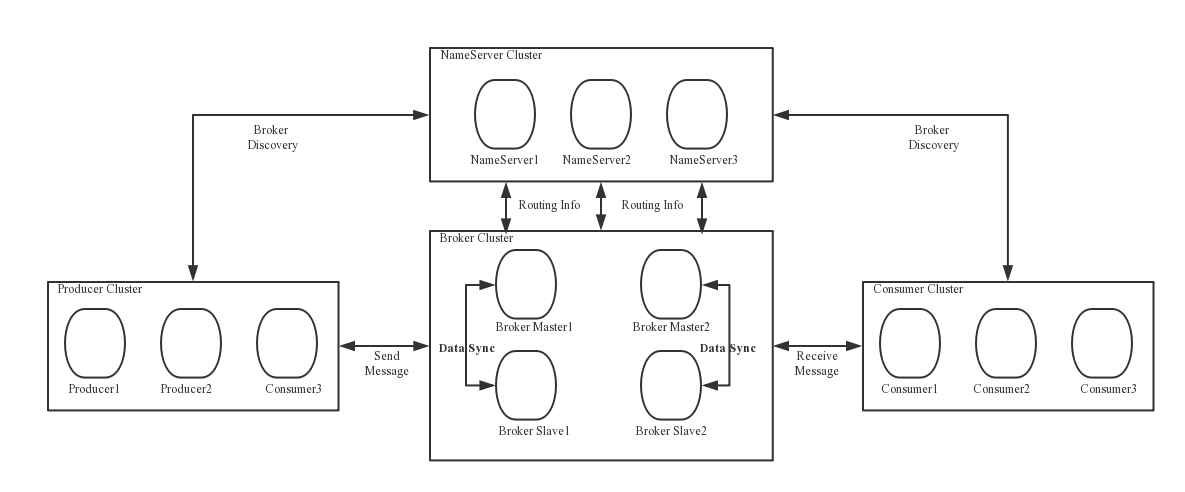 NameServer Cluster
NameServer1
NameServer2
NameServer3
Broker
Discovery
Broker
Discovery
Routing Info
Routing Info
Broker Cluster
Broker Master1
Broker Master2
Data Sync
Data Sync
Broker Slave1
Broker Slave2
Producer Cluster
Producer1
Producer2
Consumer3
Send
Message
Receive
Message
Consumer Cluster
Consumer1
Consumer2
Consumer3